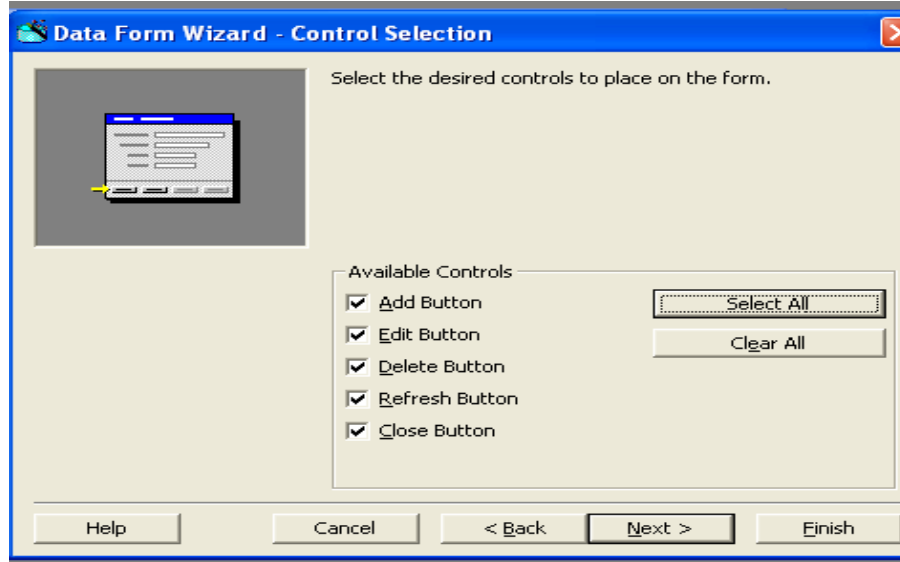 Data Form Wizard - Control Selection
Select the desired controls to place on the form.
Available Controls
Add Button
Select All
Edit Button
Clear All
Delete Button
Refresh Button
Close Button
Help
Cancel
< Back
Next >
Finish